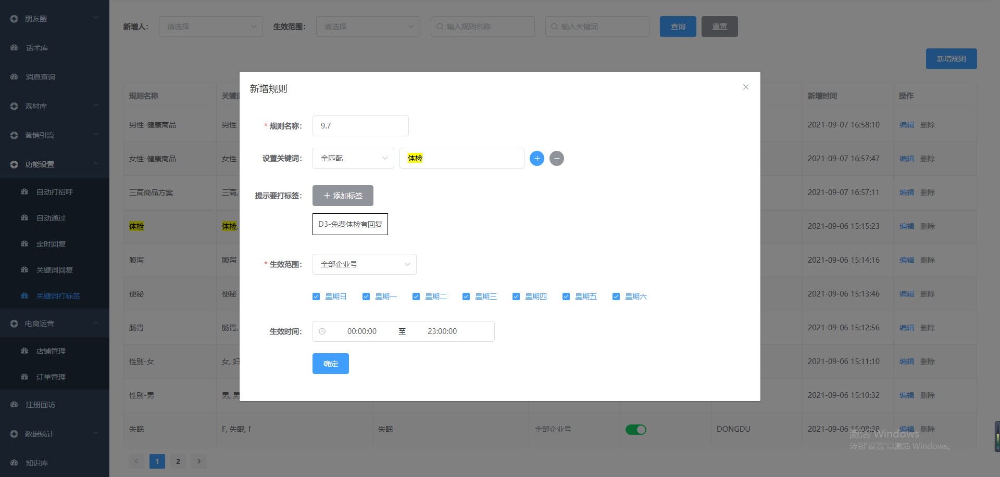 朋友圈
话术库
消息查询
素材库
营销引流
功能设置
自动打招呼
自动通过
定时回复
关键词回复
关键词打标签
电商运营
店铺管理
订单管理
注册回访
数据统计
知识库
新增人： 请选择 生效范围： 请选择 输入规则名称 输入关键词 查询 重置
新增规则
规则名称 关键 新增时间 操作
男性-健康商品 男性 2021-09-07 16:58:10 编辑 删除
女性-健康商品 女性 2021-09-07 16:57:47 编辑 删除
三高商品方案 三高, 2021-09-07 16:57:11 编辑 删除
体检 体检, 2021-09-06 15:15:23 编辑 删除
腹泻 腹泻 2021-09-06 15:14:16 编辑 删除
便秘 便秘 2021-09-06 15:13:46 编辑 删除
肠胃 肠胃, 2021-09-06 15:12:56 编辑 删除
性别-女 女, 妇 2021-09-06 15:11:10 编辑 删除
性别-男 男, 男 2021-09-06 15:10:32 编辑 删除
失眠 F, 失眠, f 失眠 全部企业号 DONGDU 2021-09-06 15:08:38 编辑 删除
1 2
新增规则
* 规则名称： 9.7
设置关键词： 全匹配 体检
提示要打标签： 添加标签
D3-免费体检有回复
* 生效范围： 全部企业号
星期日 星期一 星期二 星期三 星期四 星期五 星期六
生效时间： 00:00:00 至 23:00:00
确定
激活 Windows
转到"设置"以激活 Windows。